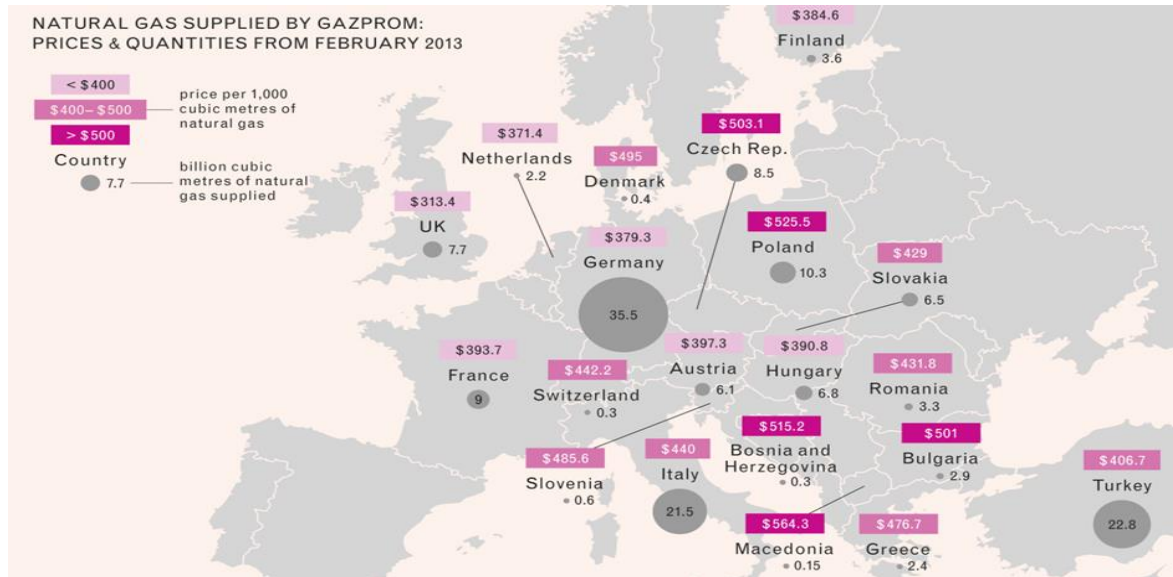 NATURAL GAS SUPPLIED BY GAZPROM:
PRICES & QUANTITIES FROM FEBRUARY 2013
< $400
$400–$500
> $500
price per 1,000
cubic metres of
natural gas
Country
7.7
billion cubic
metres of natural
gas supplied
$384.6
Finland
3.6
$371.4
Netherlands
2.2
$495
Denmark
0.4
$503.1
Czech Rep.
8.5
$313.4
UK
7.7
$379.3
Germany
35.5
$525.5
Poland
10.3
$429
Slovakia
6.5
$393.7
France
9
$442.2
Switzerland
0.3
$397.3
Austria
6.1
$390.8
Hungary
6.8
$431.8
Romania
3.3
$485.6
Slovenia
0.6
$440
Italy
21.5
$515.2
Bosnia and
Herzegovina
0.3
$501
Bulgaria
2.9
$406.7
Turkey
22.8
$564.3
Macedonia
0.15
$476.7
Greece
2.4